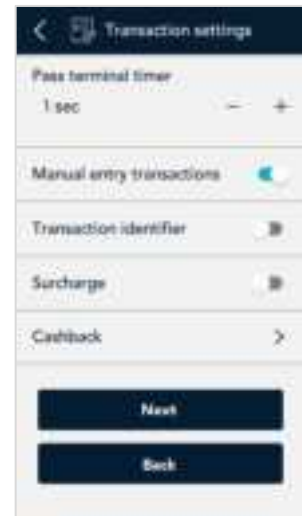 Transaction settings
Pass terminal timer
1 sec
Manual entry transactions
Transaction identifier
Surcharge
Cashback
Next
Back